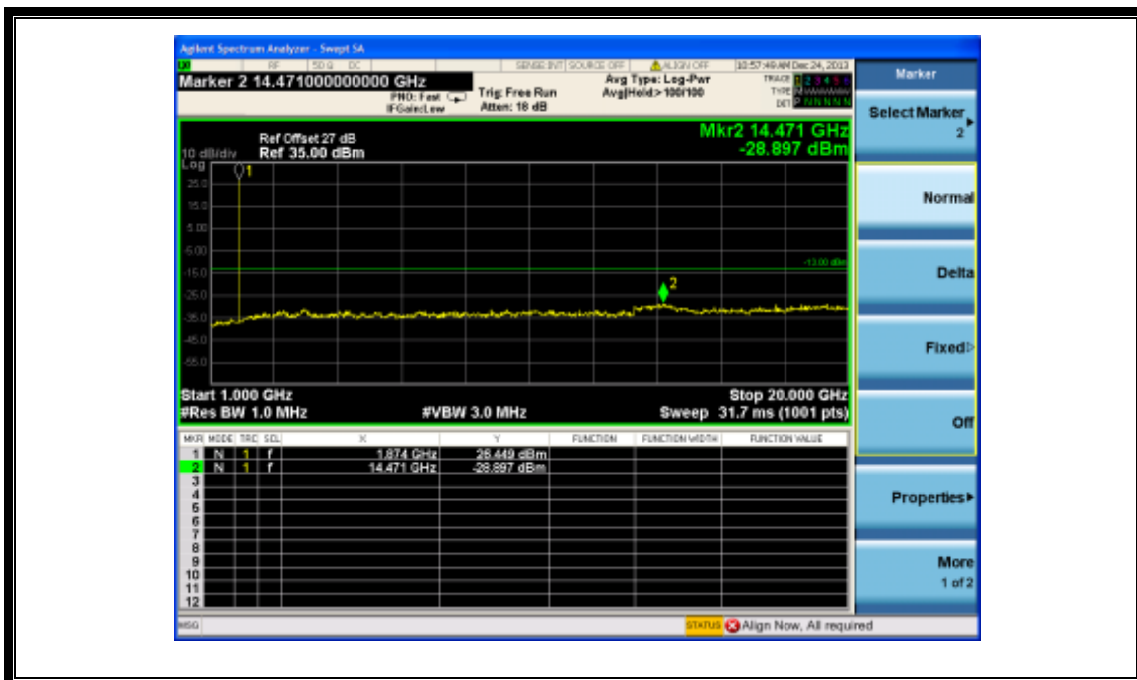 Agilent Spectrum Analyzer - Swept SA
RF 50 Ω DC SENSE:INT SOURCE OFF ALIGN OFF 10:57:49 AM Dec 24, 2013
Marker 2 14.471000000000 GHz
PNO: Fast
IFGain:Low
Trig: Free Run
Atten: 18 dB
Avg Type: Log-Pwr
Avg|Hold:>100/100
TRACE 1 2 3 4 5 6
TYPE
DET P N N N N N
Ref Offset 27 dB
Ref 35.00 dBm
10 dB/div
Log
Mkr2 14.471 GHz
-28.897 dBm
1
25.0
15.0
5.00
-5.00
-13.00 dBm
-15.0
2
-25.0
-35.0
-45.0
-55.0
Start 1.000 GHz
Stop 20.000 GHz
#Res BW 1.0 MHz
#VBW 3.0 MHz
Sweep 31.7 ms (1001 pts)
MKR MODE TRC SCL X Y FUNCTION FUNCTION WIDTH FUNCTION VALUE
1 N 1 f 1.874 GHz
2 N 1 f 14.471 GHz -28.897 dBm
3
4
5
6
7
8
9
10
11
12
MSG
STATUS Align Now, All required
Marker
Select Marker
2
Normal
Delta
Fixed
Off
Properties
More
1 of 2